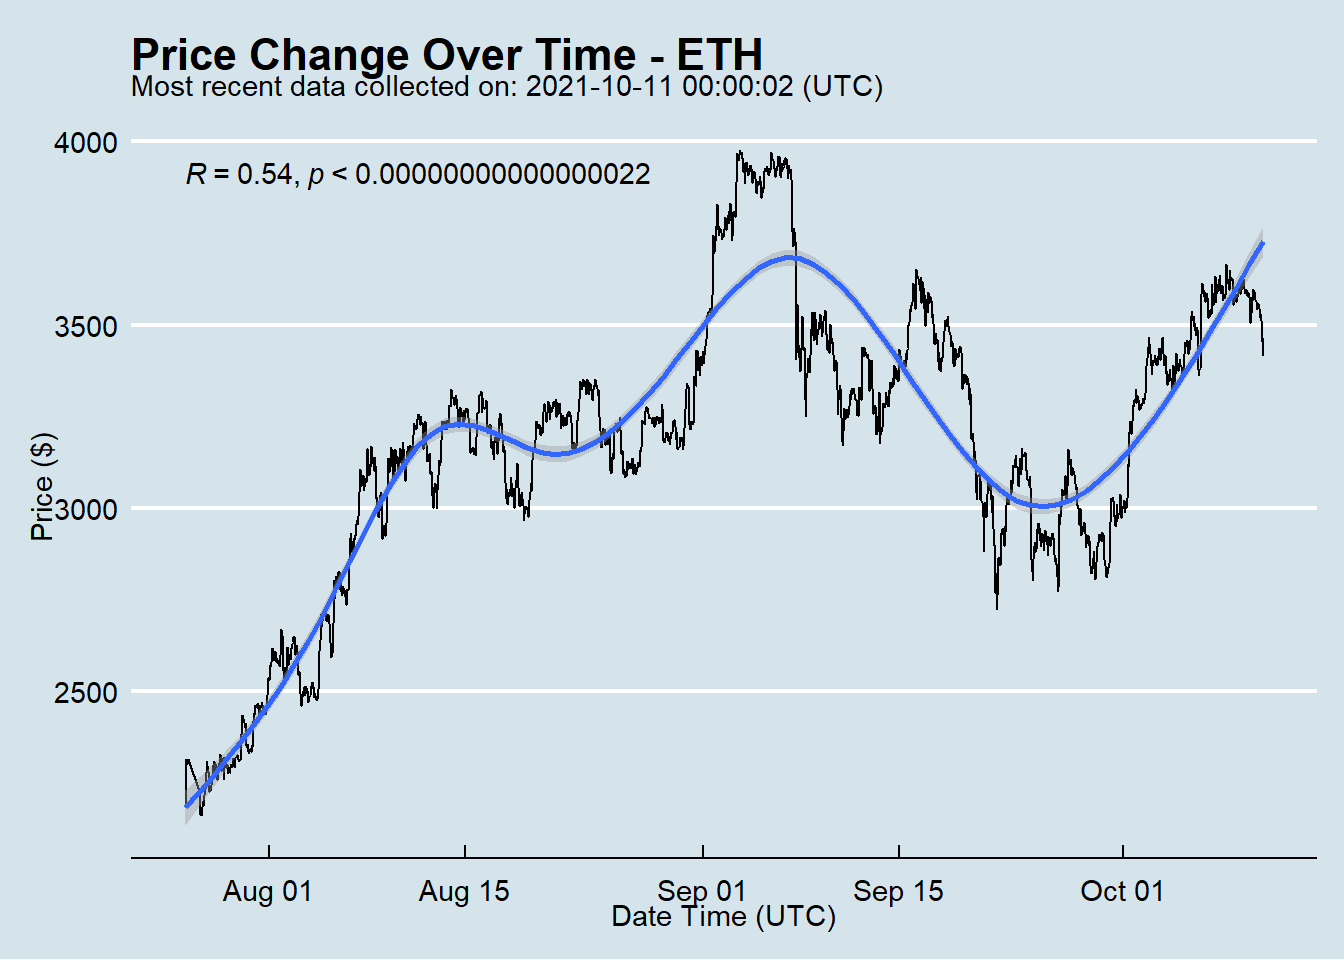 Price Change Over Time - ETH
Most recent data collected on: 2021-10-11 00:00:02 (UTC)
R = 0.54, p < 0.00000000000000022
4000
3500
3000
2500
Price ($)
Aug 01 Aug 15 Sep 01 Sep 15 Oct 01
Date Time (UTC)